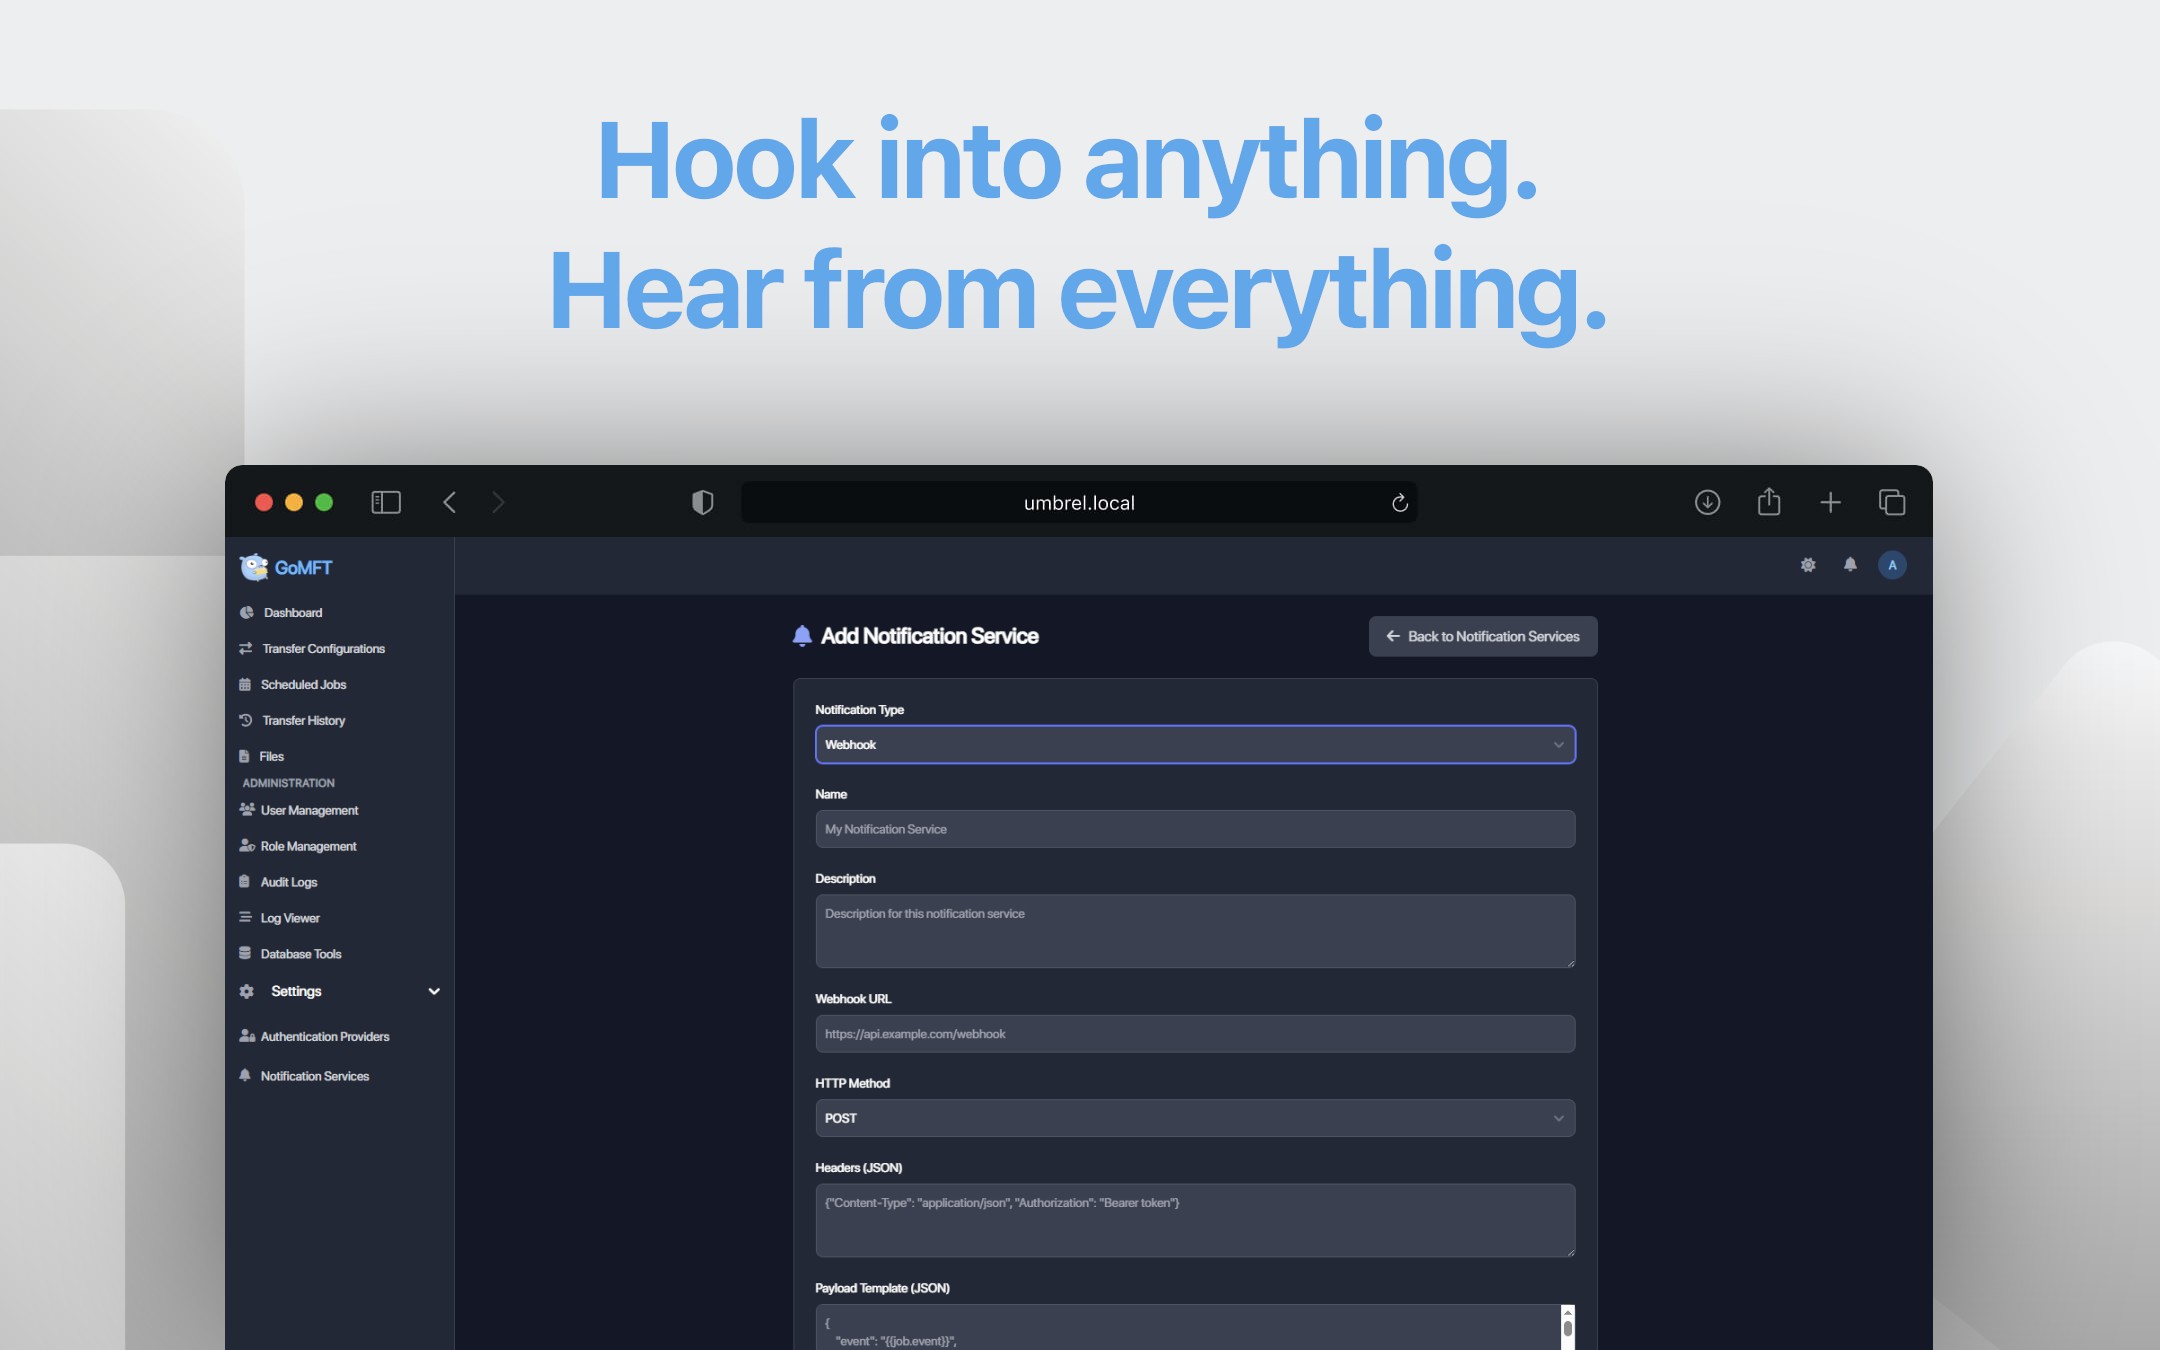 Hook into anything.
Hear from everything.
umbrel.local
GoMFT
A
Dashboard
Transfer Configurations
Scheduled Jobs
Transfer History
Files
ADMINISTRATION
User Management
Role Management
Audit Logs
Log Viewer
Database Tools
Settings
Authentication Providers
Notification Services
Add Notification Service
Back to Notification Services
Notification Type
Webhook
Name
My Notification Service
Description
Description for this notification service
Webhook URL
https://api.example.com/webhook
HTTP Method
POST
Headers (JSON)
{"Content-Type": "application/json", "Authorization": "Bearer token"}
Payload Template (JSON)
{
"event": "{{job.event}}",